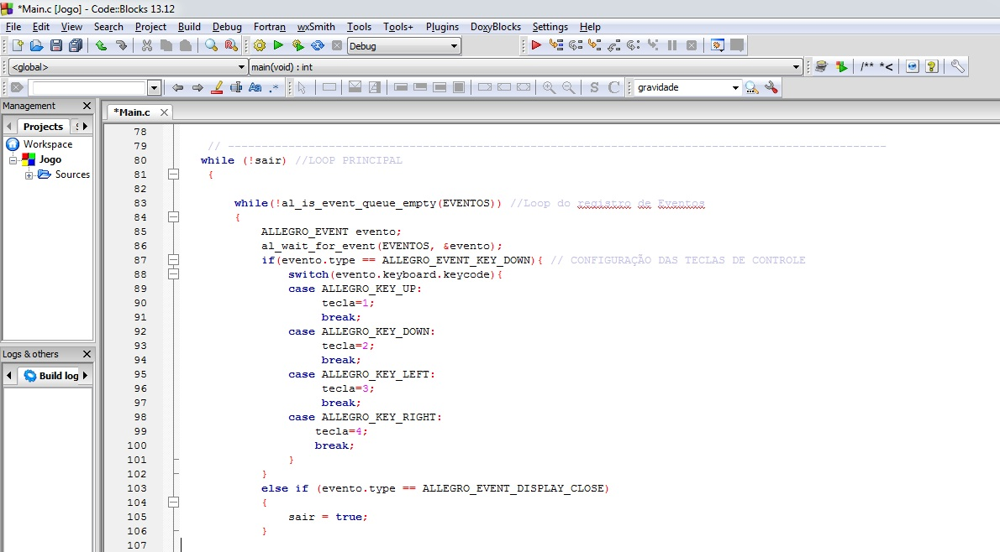 *Main.c [Jogo] - Code::Blocks 13.12
File Edit View Search Project Build Debug Fortran wxSmith Tools Tools+ Plugins DoxyBlocks Settings Help
Debug
<global> main(void) : int /** *<
Aa .* S C gravidade
Management
*Main.c
Projects
Workspace
Jogo
Sources
Logs & others
Build log
78
79 // --------------------------------------------------------------------------------------------------
80 while (!sair) //LOOP PRINCIPAL
81 {
82
83 while(!al_is_event_queue_empty(EVENTOS)) //Loop do registro de Eventos
84 {
85 ALLEGRO_EVENT evento;
86 al_wait_for_event(EVENTOS, &evento);
87 if(evento.type == ALLEGRO_EVENT_KEY_DOWN){ // CONFIGURAÇÃO DAS TECLAS DE CONTROLE
88 switch(evento.keyboard.keycode){
89 case ALLEGRO_KEY_UP:
90 tecla=1;
91 break;
92 case ALLEGRO_KEY_DOWN:
93 tecla=2;
94 break;
95 case ALLEGRO_KEY_LEFT:
96 tecla=3;
97 break;
98 case ALLEGRO_KEY_RIGHT:
99 tecla=4;
100 break;
101 }
102 }
103 else if (evento.type == ALLEGRO_EVENT_DISPLAY_CLOSE)
104 {
105 sair = true;
106 }
107